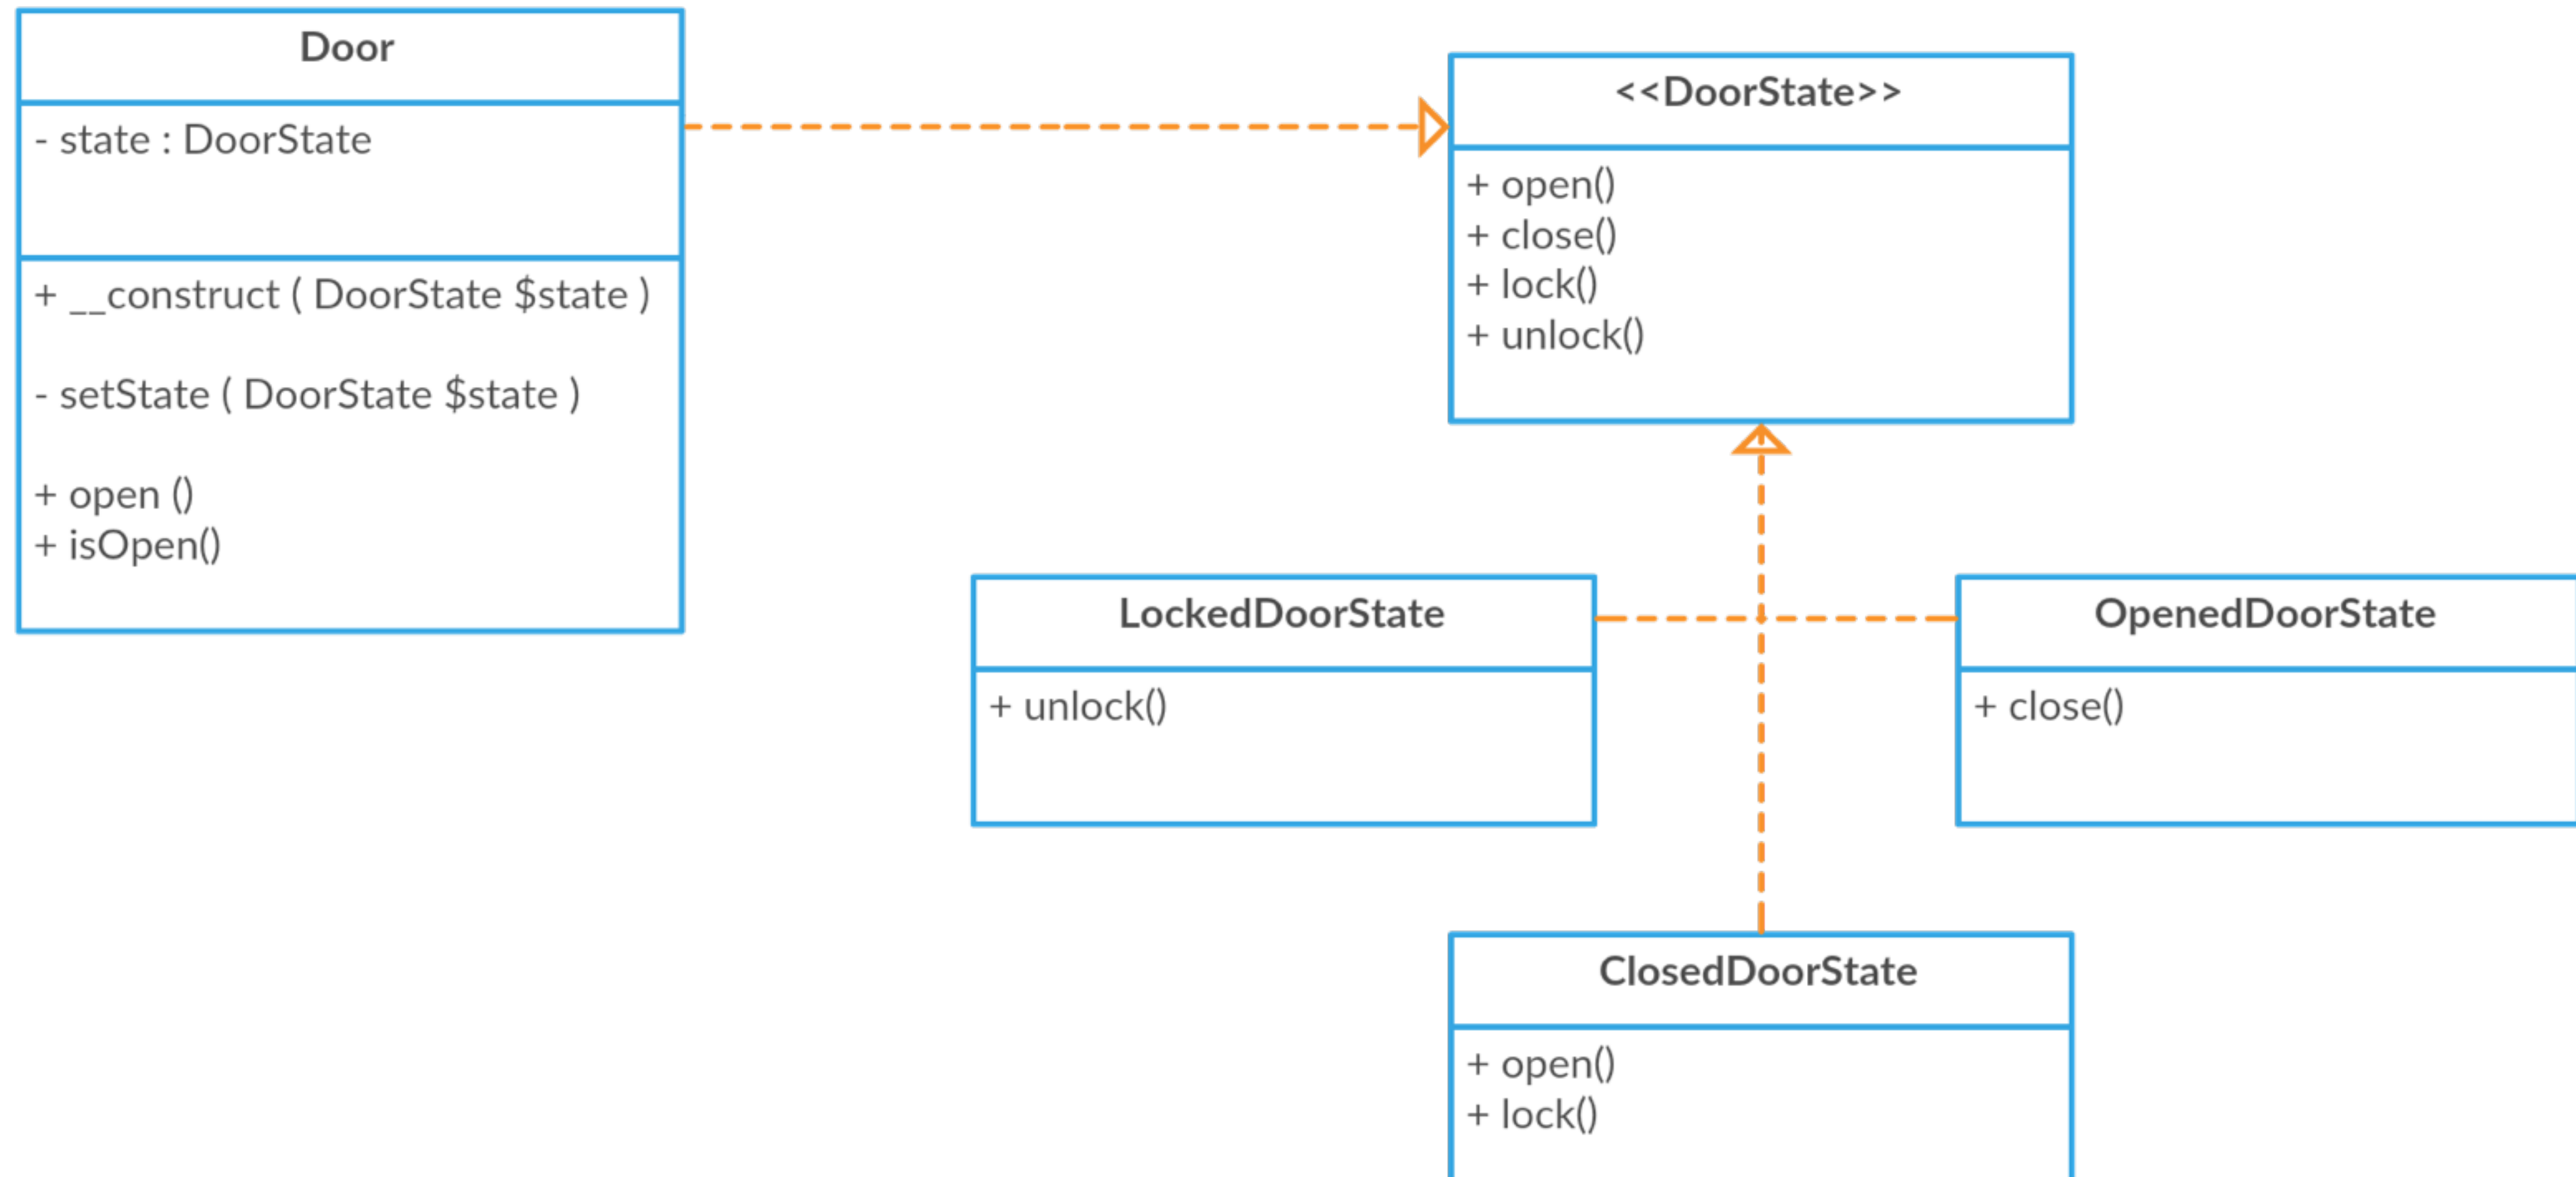 Door
- state : DoorState
+ __construct ( DoorState $state )
- setState ( DoorState $state )
+ open ()
+ isOpen()
<<DoorState>>
+ open()
+ close()
+ lock()
+ unlock()
LockedDoorState
+ unlock()
OpenedDoorState
+ close()
ClosedDoorState
+ open()
+ lock()